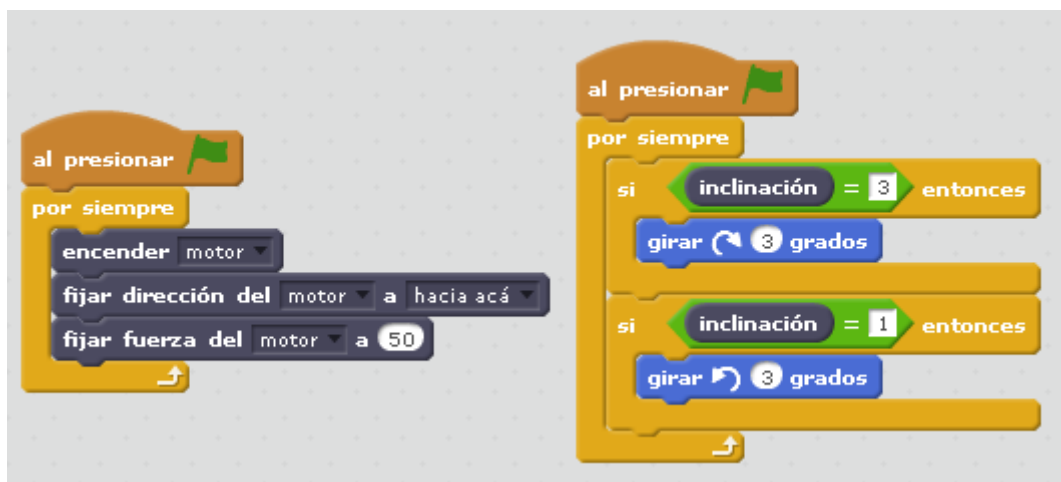 al presionar
por siempre
encender motor
fijar dirección del motor a hacia acá
fijar fuerza del motor a 50
al presionar
por siempre
si inclinación = 3 entonces
girar 3 grados
si inclinación = 1 entonces
girar 3 grados